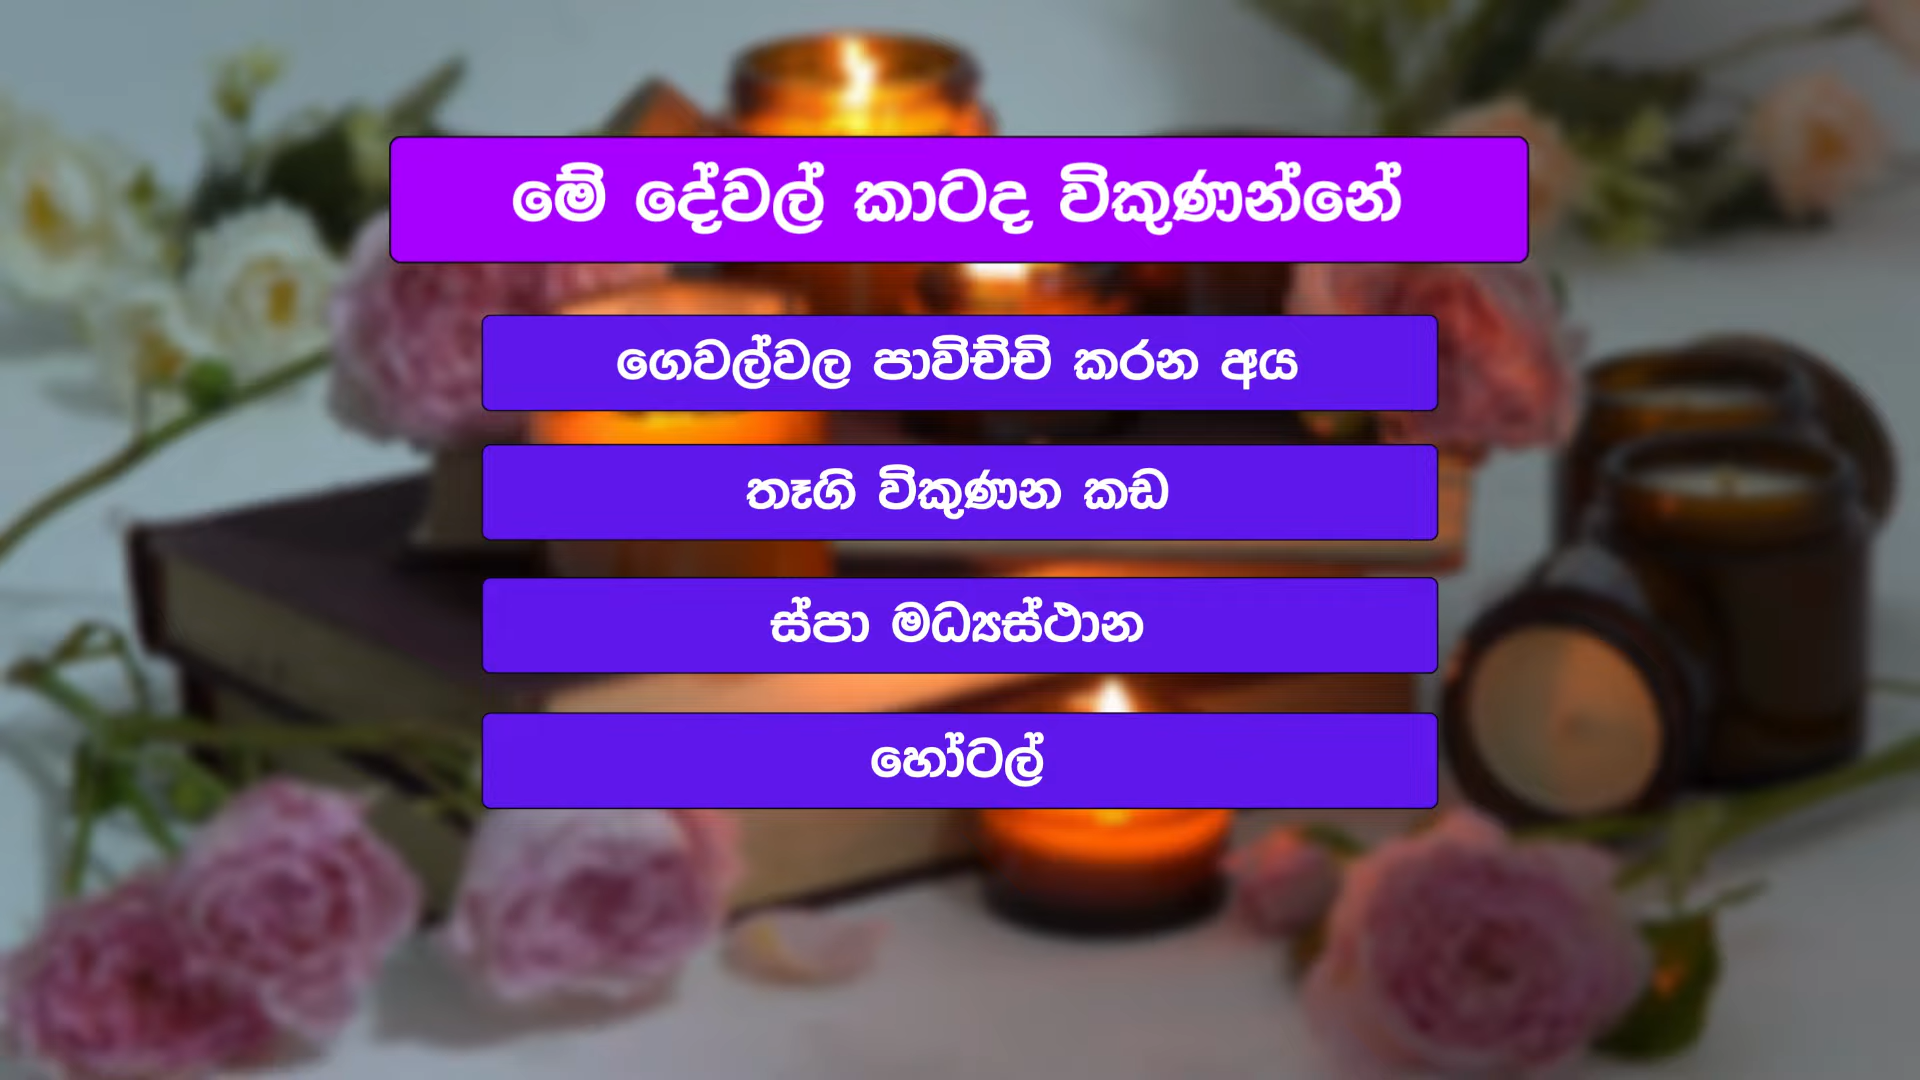 මේ දේවල් කාටද විකුණන්නේ
ගෙවල්වල පාවිච්චි කරන අය
තෑගි විකුණන කඩ
ස්පා මධ්‍යස්ථාන
හෝටල්